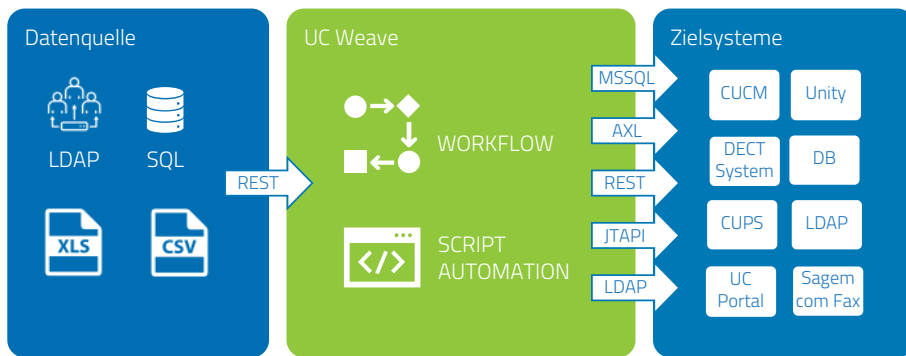 Datenquelle
LDAP
SQL
XLS
CSV
REST
UC Weave
WORKFLOW
</>
SCRIPT
AUTOMATION
MSSQL
AXL
REST
JTAPI
LDAP
Zielsysteme
CUCM
Unity
DECT
System
DB
CUPS
LDAP
UC
Portal
Sagem
com Fax